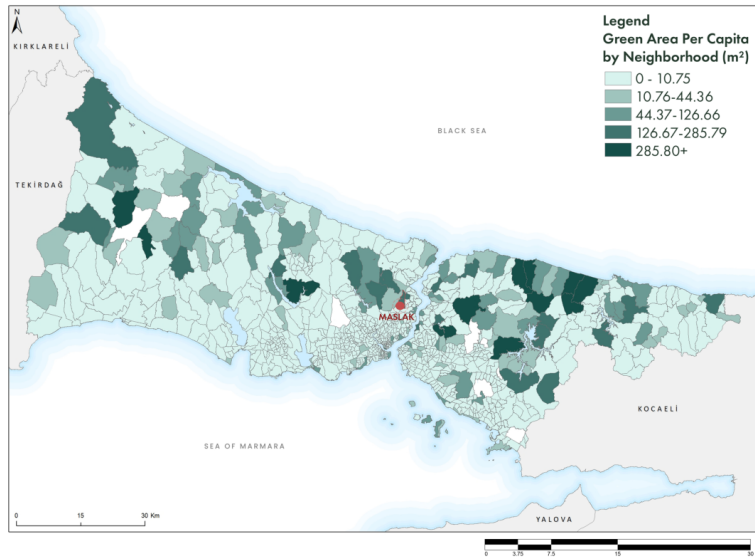 N
KIRKLARELİ
Legend
Green Area Per Capita
by Neighborhood (m²)
0 - 10.75
10.76-44.36
44.37-126.66
126.67-285.79
285.80+
BLACK SEA
TEKİRDAĞ
MASLAK
KOCAELİ
SEA OF MARMARA
0 15 30 Km
YALOVA
0 3.75 7.5 15 30